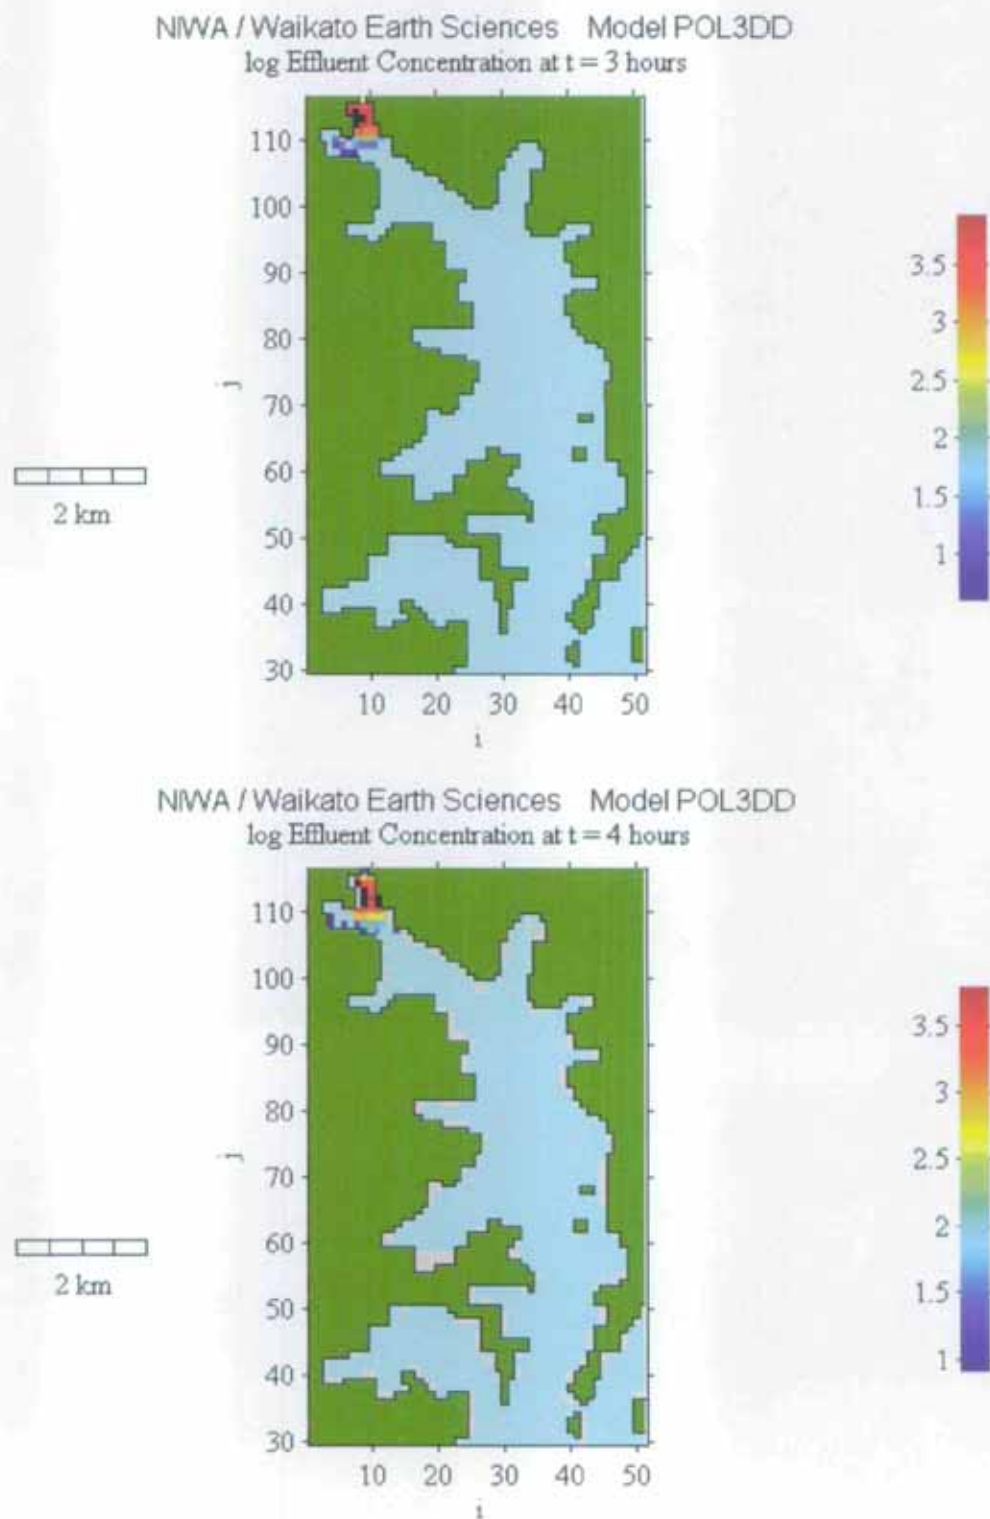 NIWA / Waikato Earth Sciences Model POL3DD
log Effluent Concentration at t = 3 hours
110
100
90
80
70
60
50
40
30
j
10 20 30 40 50
i
2 km
3.5
3
2.5
2
1.5
1
NIWA / Waikato Earth Sciences Model POL3DD
log Effluent Concentration at t = 4 hours
110
100
90
80
70
60
50
40
30
j
10 20 30 40 50
i
2 km
3.5
3
2.5
2
1.5
1